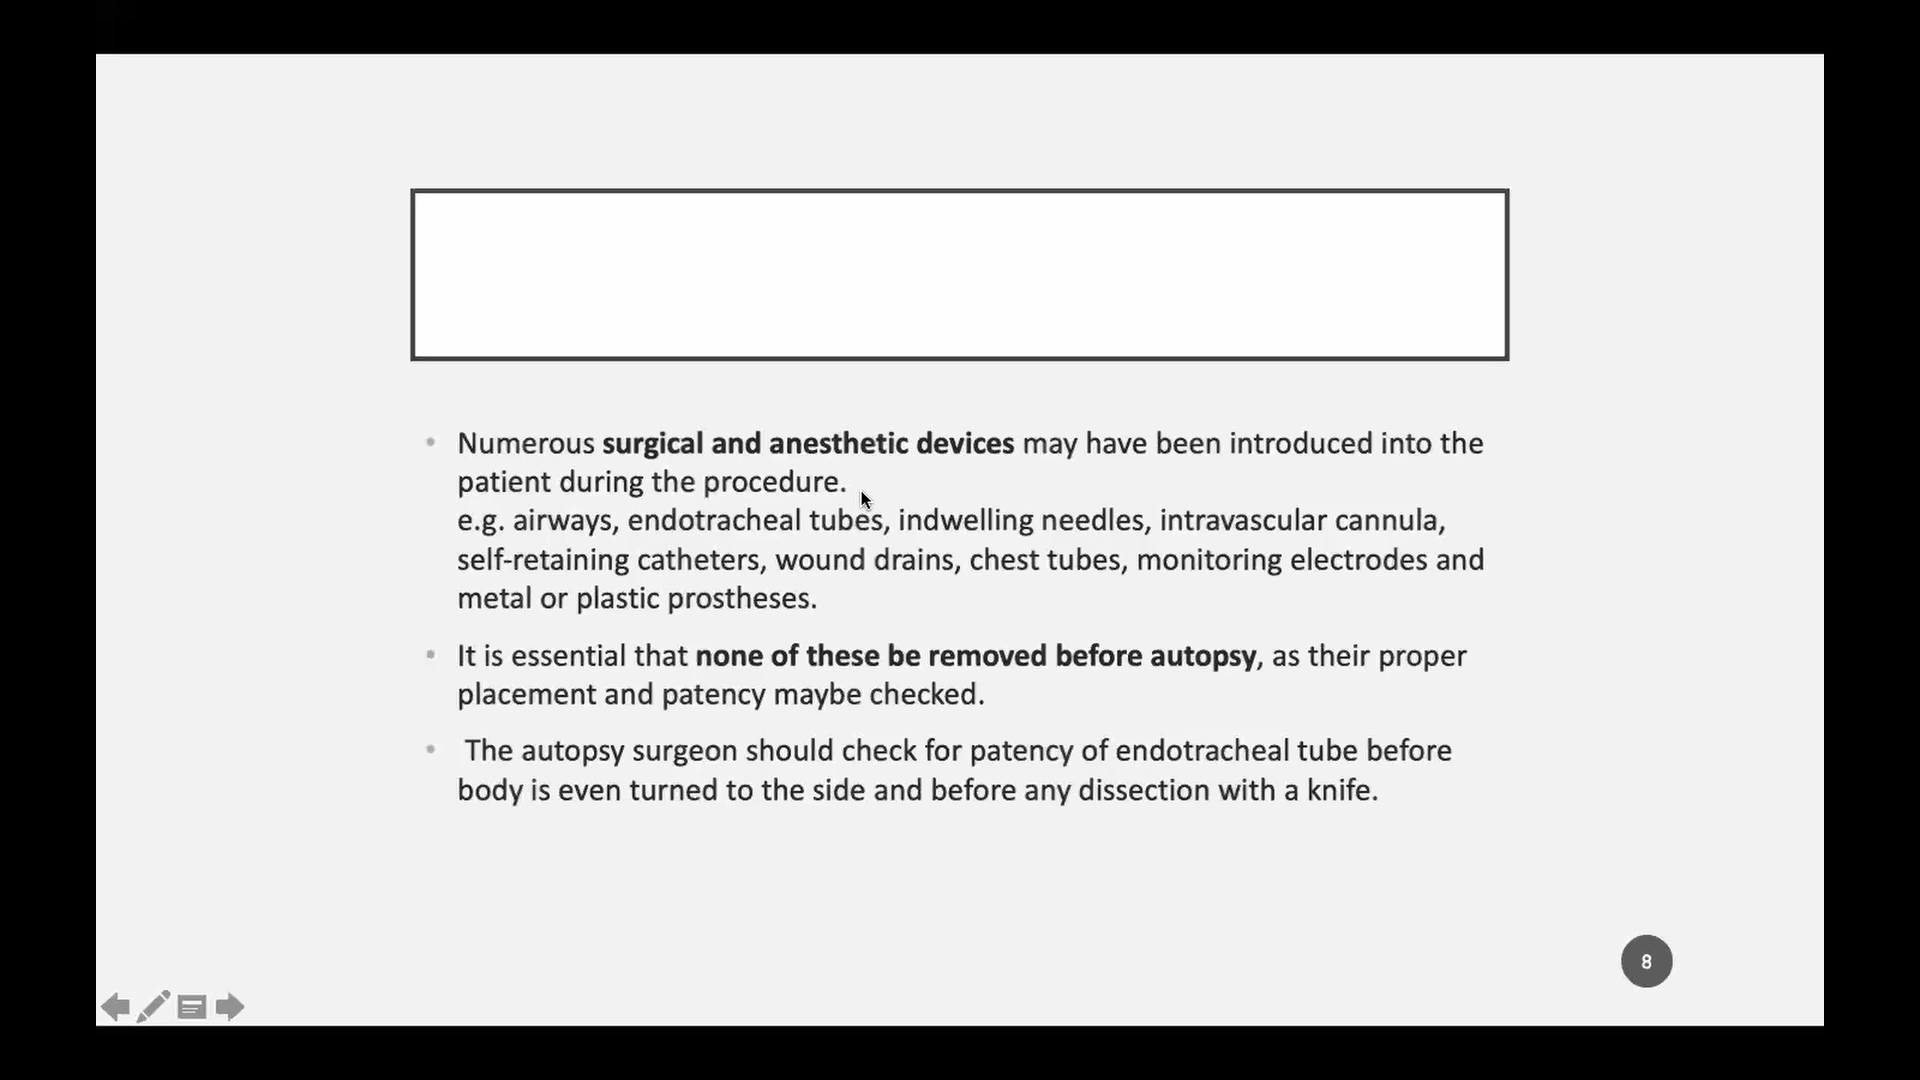 Numerous surgical and anesthetic devices may have been introduced into the
patient during the procedure.
e.g. airways, endotracheal tubes, indwelling needles, intravascular cannula,
self-retaining catheters, wound drains, chest tubes, monitoring electrodes and
metal or plastic prostheses.
It is essential that none of these be removed before autopsy, as their proper
placement and patency maybe checked.
The autopsy surgeon should check for patency of endotracheal tube before
body is even turned to the side and before any dissection with a knife.
8